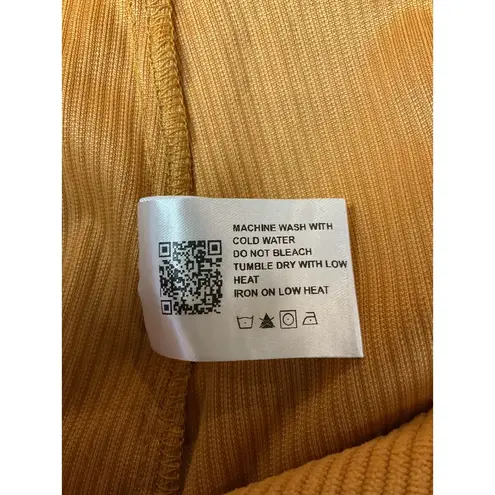 MACHINE WASH WITH
COLD WATER
DO NOT BLEACH
TUMBLE DRY WITH LOW
HEAT
IRON ON LOW HEAT